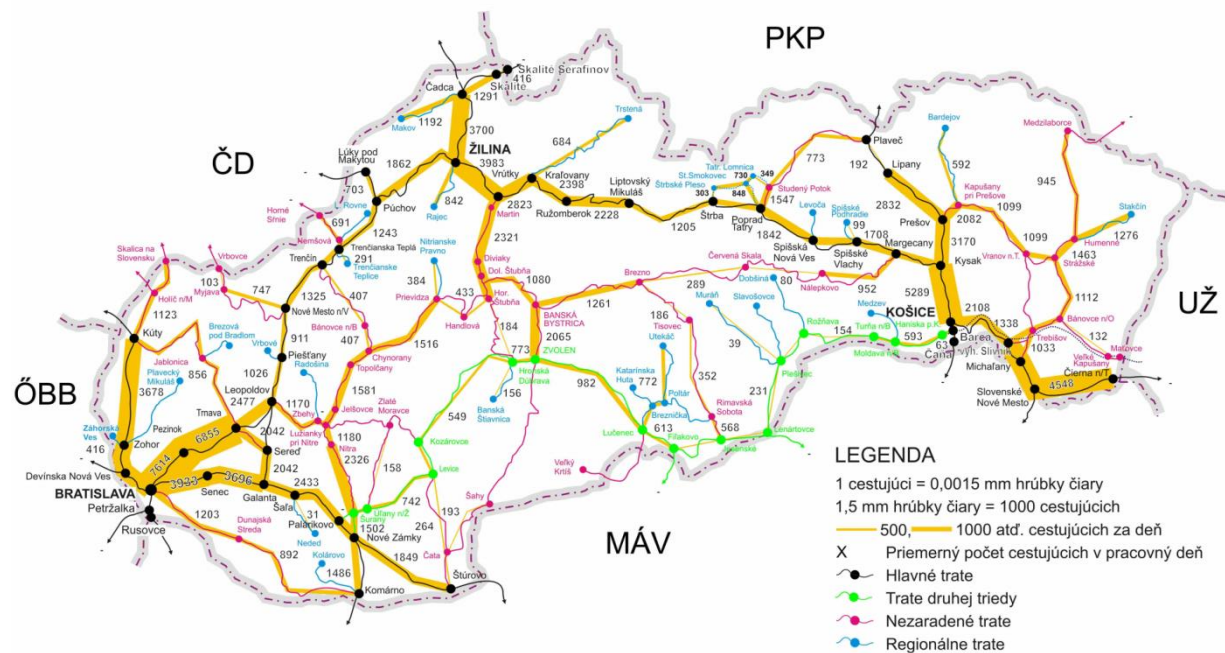 PKP
Skalité Serafínov
416
Skalité
Čadca
1291
Makov
1192
3700
Trstená
684
ČD
Lúky pod
Makytou
1862
ŽILINA
3983
Vrútky
Kraľovany
2398
Ružomberok
Liptovský
Mikuláš
2228
1205
703
Púchov
Rajec
842
2823
Martin
2321
Rovne
691
1243
Horné
Sŕnie
Nemšová
Trenčianska Teplá
291
Trenčianske
Teplice
Trenčín
Nitrianske
Pravno
384
Diviaky
Dol. Štubňa
Hor.
Štubňa
1080
Prievidza
433
Handlová
184
BANSKÁ
BYSTRICA
2065
ZVOLEN
773
Hronská
Dúbrava
156
Banská
Štiavnica
Tatr. Lomnica
St.Smokovec
Štrbské Pleso
730
349
303
848
Štrba
Poprad
Tatry
Studený Potok
1547
773
Plaveč
192
Lipany
2832
Bardejov
592
Kapušany
pri Prešove
1099
Prešov
2082
3170
Kysak
Medzilaborce
945
Stakčín
1276
Humenné
1463
Strážske
1099
Vranov n.T.
1112
Bánovce n/O
132
Maťovce
Veľké
Kapušany
Levoča
Spišské
Podhradie
99
1842
1708
Margecany
Spišská
Nová Ves
Spišské
Vlachy
952
Nálepkovo
Červená Skala
Brezno
1261
289
Dobšiná
80
Muráň
Slavošovce
39
Rožňava
154
Medzev
Turňa n/B
Moldava n/B
593
Haniska p.K.
KOŠICE
5289
63
Čaňa
Barca
výh. Slivník
2108
1338
Trebišov
1033
Michaľany
Slovenské
Nové Mesto
4548
Čierna n/T
UŽ
Plešivec
231
Lenártovce
568
Jesenské
Rimavská
Sobota
352
186
Tisovec
Utekáč
Katarínska
Huta
772
Poltár
Breznička
613
Fiľakovo
Lučenec
982
Veľký
Krtíš
Skalica na
Slovensku
Vrbovce
Holíč n/M
1123
103
Myjava
747
Nové Mesto n/V
1325
407
Bánovce n/B
407
Chynorany
1516
Topoľčany
1581
Kúty
Brezová
pod Bradlom
Vrbové
911
Piešťany
1026
Radošina
Jablonica
856
Plavecký
Mikuláš
3678
Leopoldov
2477
1170
Zbehy
Jelšovce
Zlaté
Moravce
Lužianky
pri Nitre
1180
Nitra
2326
158
549
Kozárovce
Levice
742
ŐBB
Záhorská
Ves
416
Zohor
Pezinok
Trnava
6855
7614
2042
Sereď
2042
Devínska Nová Ves
BRATISLAVA
Petržalka
Rusovce
3933
Senec
3696
Galanta
2433
Šaľa
31
Neded
Palárikovo
Šurany
Úľany n/Ž
1502
Nové Zámky
264
193
Šahy
Čata
1203
Dunajská
Streda
892
Kolárovo
1486
Komárno
1849
Štúrovo
MÁV
LEGENDA
1 cestujúci = 0,0015 mm hrúbky čiary
1,5 mm hrúbky čiary = 1000 cestujúcich
500, 1000 atď. cestujúcich za deň
X Priemerný počet cestujúcich v pracovný deň
Hlavné trate
Trate druhej triedy
Nezaradené trate
Regionálne trate